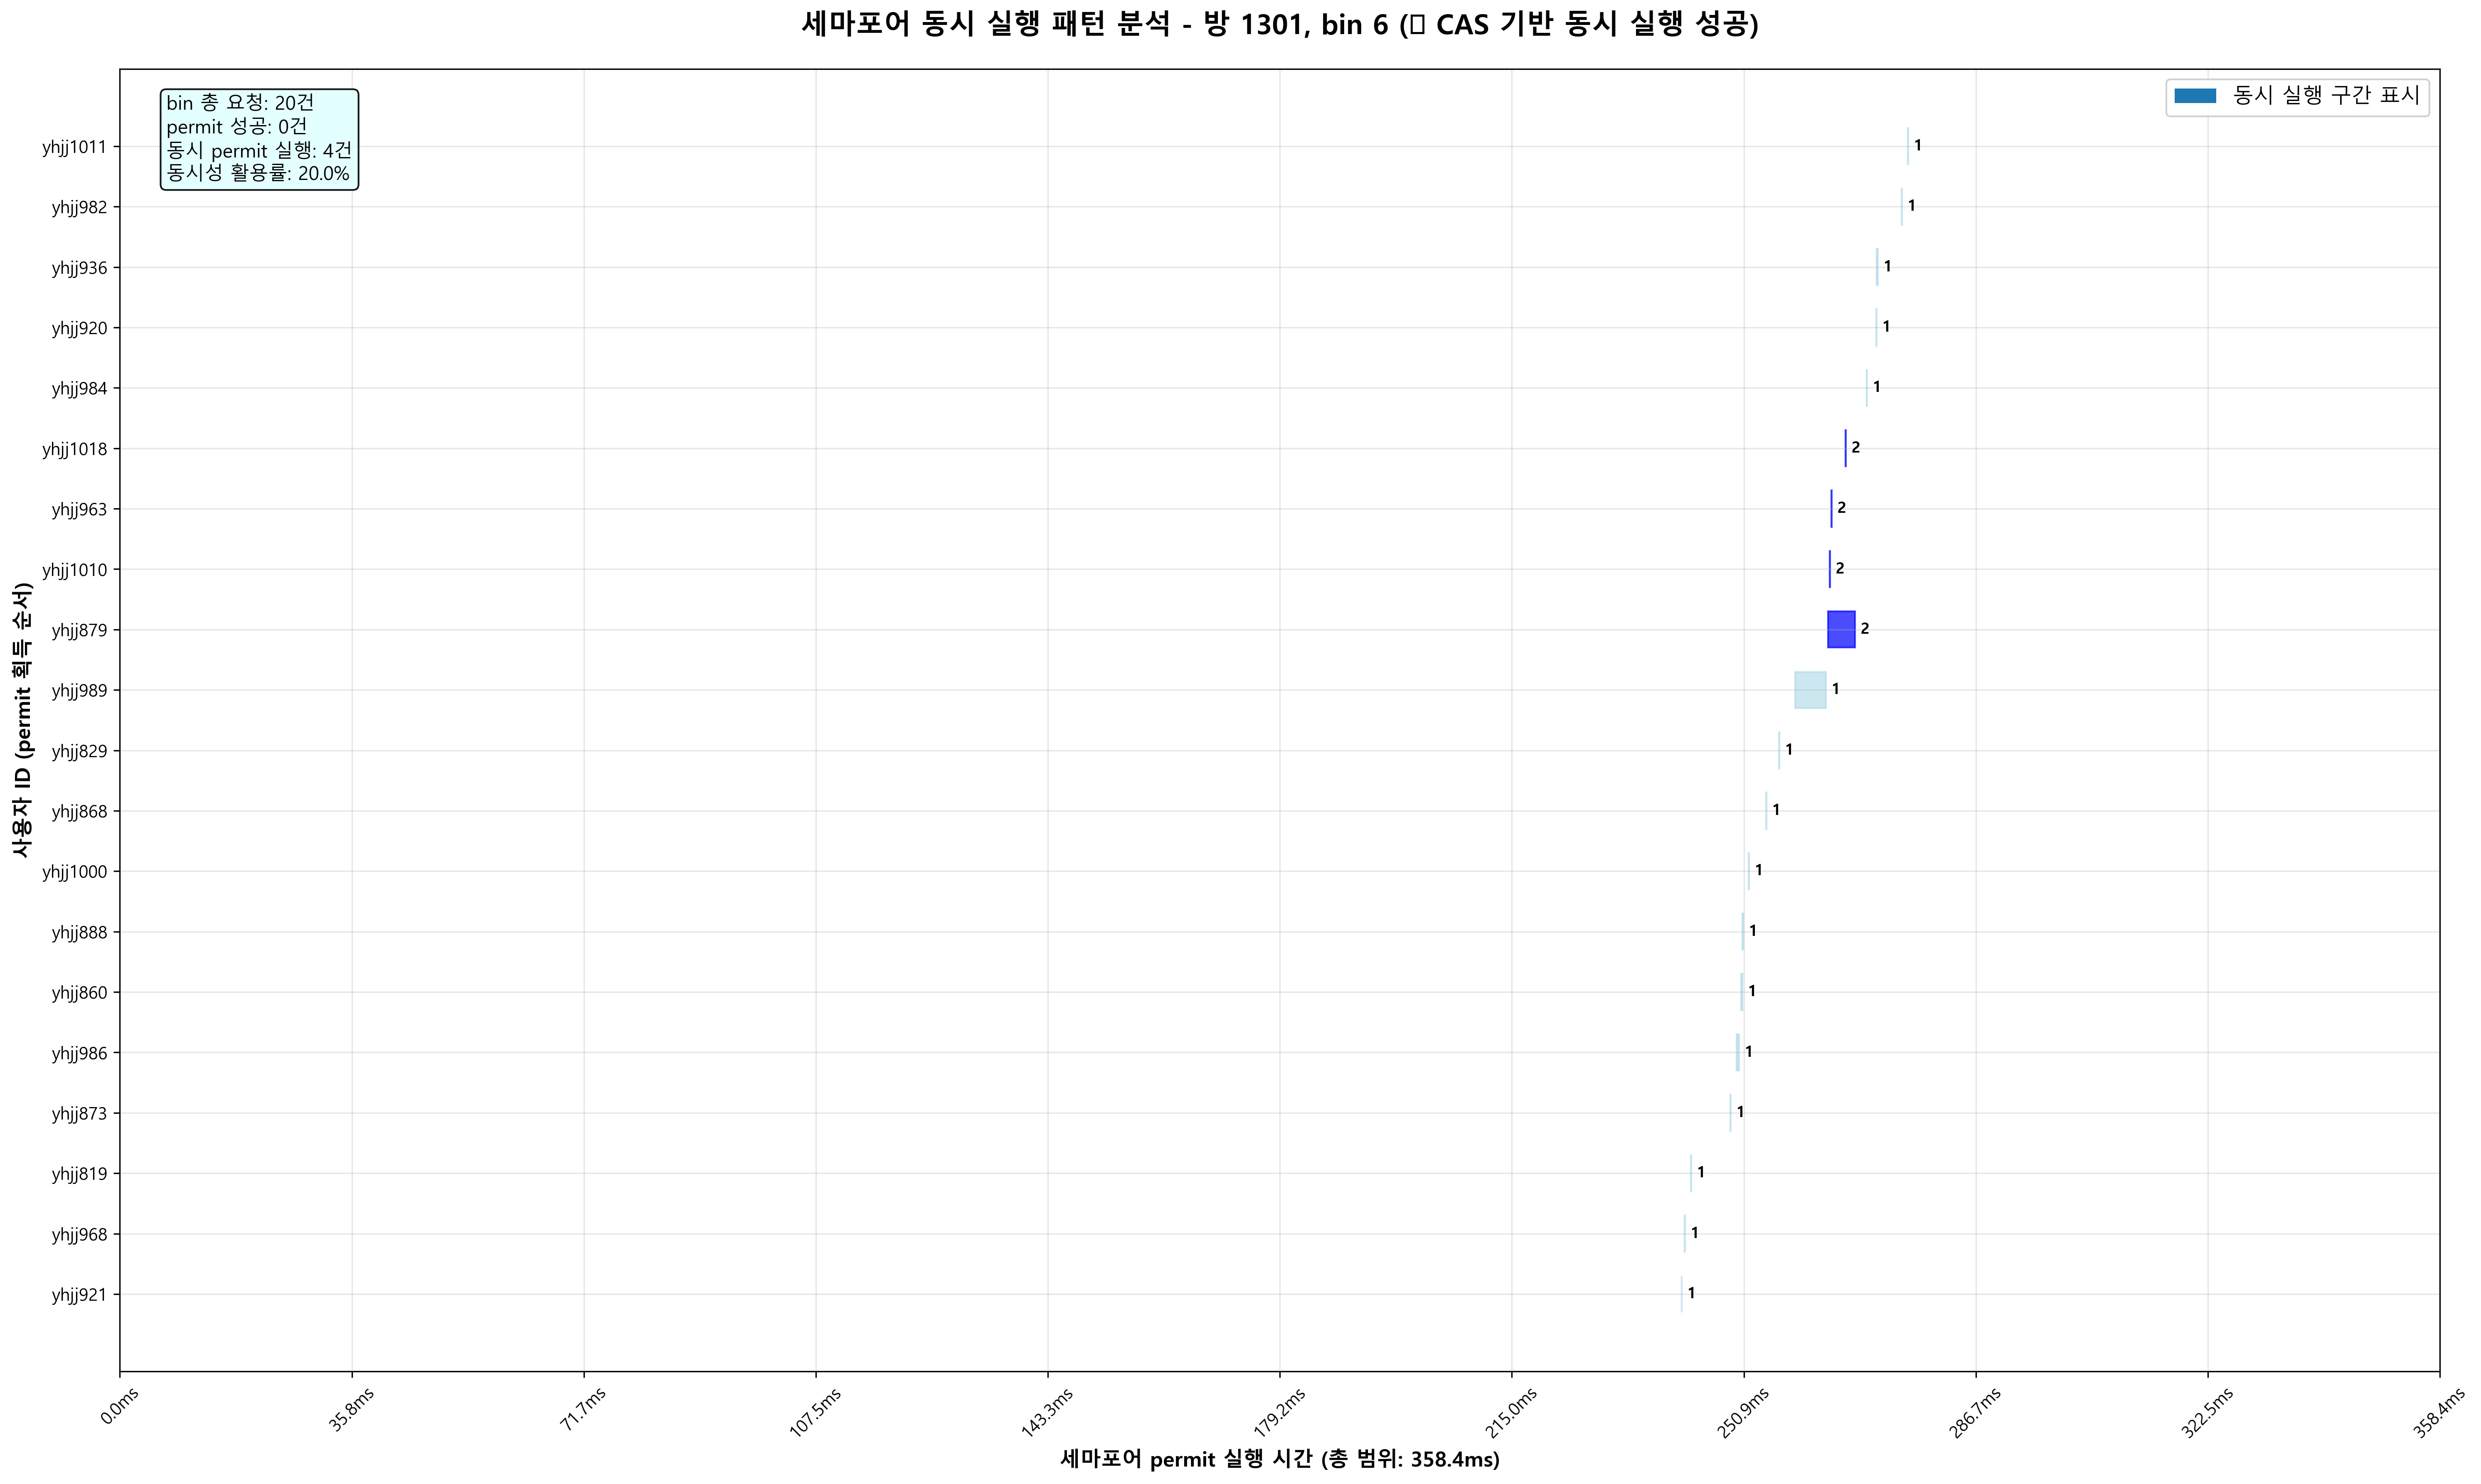 세마포어 동시 실행 패턴 분석 - 방 1301, bin 6 (▯ CAS 기반 동시 실행 성공)
bin 총 요청: 20건
permit 성공: 0건
동시 permit 실행: 4건
동시성 활용률: 20.0%
동시 실행 구간 표시
사용자 ID (permit 획득 순서)
yhjj1011 1
yhjj982 1
yhjj936 1
yhjj920 1
yhjj984 1
yhjj1018 2
yhjj963 2
yhjj1010 2
yhjj879 2
yhjj989 1
yhjj829 1
yhjj868 1
yhjj1000 1
yhjj888 1
yhjj860 1
yhjj986 1
yhjj873 1
yhjj819 1
yhjj968 1
yhjj921 1
0.0ms 35.8ms 71.7ms 107.5ms 143.3ms 179.2ms 215.0ms 250.9ms 286.7ms 322.5ms 358.4ms
세마포어 permit 실행 시간 (총 범위: 358.4ms)